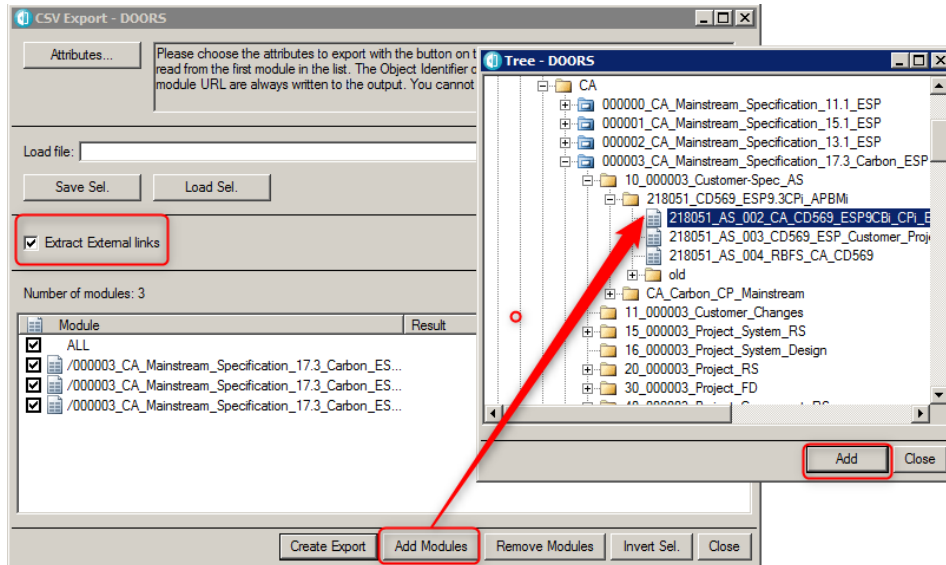 CSV Export - DOORS
Attributes...
Please choose the attributes to export with the button on t
read from the first module in the list. The Object Identifier
module URL are always written to the output. You cannot
Load file:
Save Sel.
Load Sel.
Extract External links
Number of modules: 3
Module
Result
ALL
/000003_CA_Mainstream_Specification_17.3_Carbon_ES...
/000003_CA_Mainstream_Specification_17.3_Carbon_ES...
/000003_CA_Mainstream_Specification_17.3_Carbon_ES...
Create Export
Add Modules
Remove Modules
Invert Sel.
Close
Tree - DOORS
CA
000000_CA_Mainstream_Specification_11.1_ESP
000001_CA_Mainstream_Specification_15.1_ESP
000002_CA_Mainstream_Specification_13.1_ESP
000003_CA_Mainstream_Specification_17.3_Carbon_ESP
10_000003_Customer-Spec_AS
218051_CD569_ESP9.3CPi_APBMi
218051_AS_002_CA_CD569_ESP9CBi_CPi_E
218051_AS_003_CD569_ESP_Customer_Proj
218051_AS_004_RBFS_CA_CD569
old
CA_Carbon_CP_Mainstream
11_000003_Customer_Changes
15_000003_Project_System_RS
16_000003_Project_System_Design
20_000003_Project_RS
30_000003_Project_FD
Add
Close